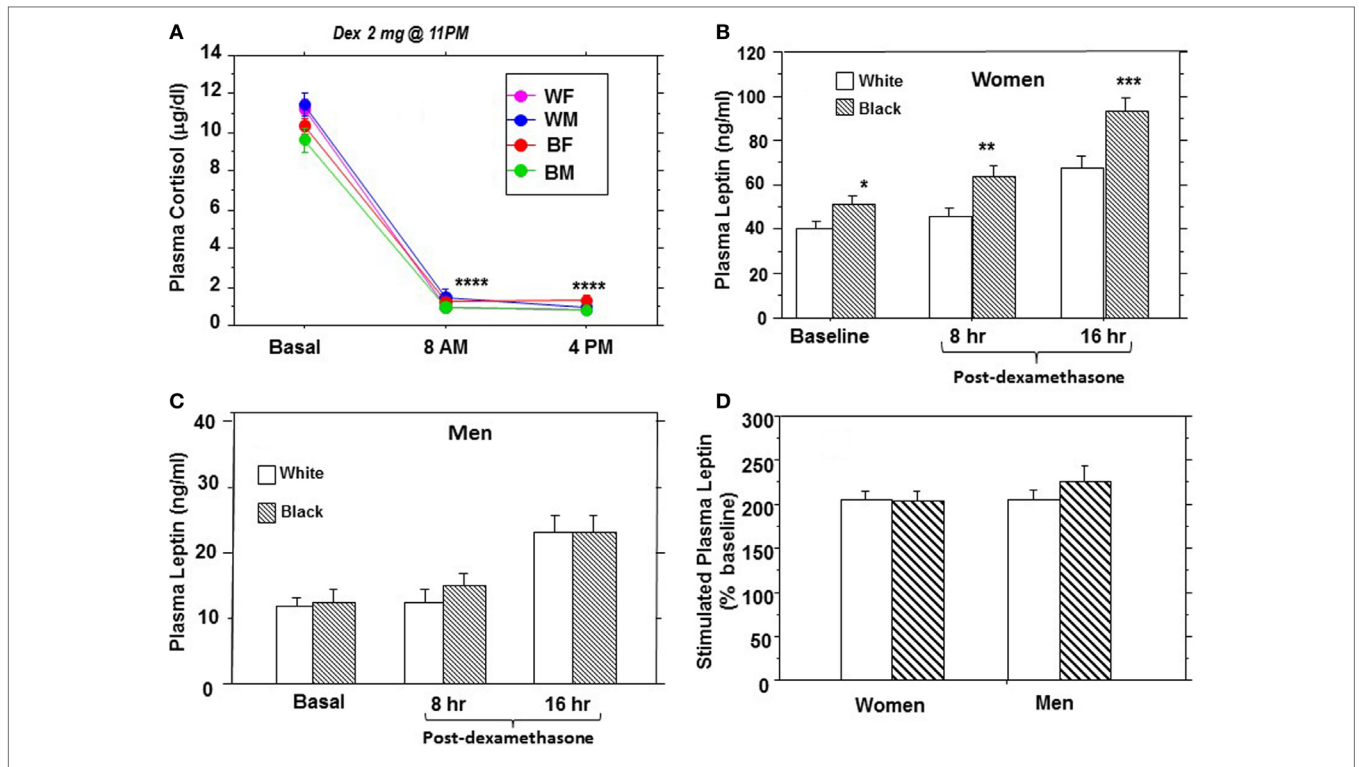 A
Dex 2 mg @ 11PM
14
12
10
8
6
4
2
0
Plasma Cortisol (µg/dl)
WF
WM
BF
BM
****
****
Basal
8 AM
4 PM
B
120
100
80
60
40
20
0
Plasma Leptin (ng/ml)
White
Black
Women
*
**
***
Baseline
8 hr
16 hr
Post-dexamethasone
C
40
30
20
10
0
Plasma Leptin (ng/ml)
Men
White
Black
Basal
8 hr
16 hr
Post-dexamethasone
D
300
250
200
150
100
50
0
Stimulated Plasma Leptin
(% baseline)
Women
Men